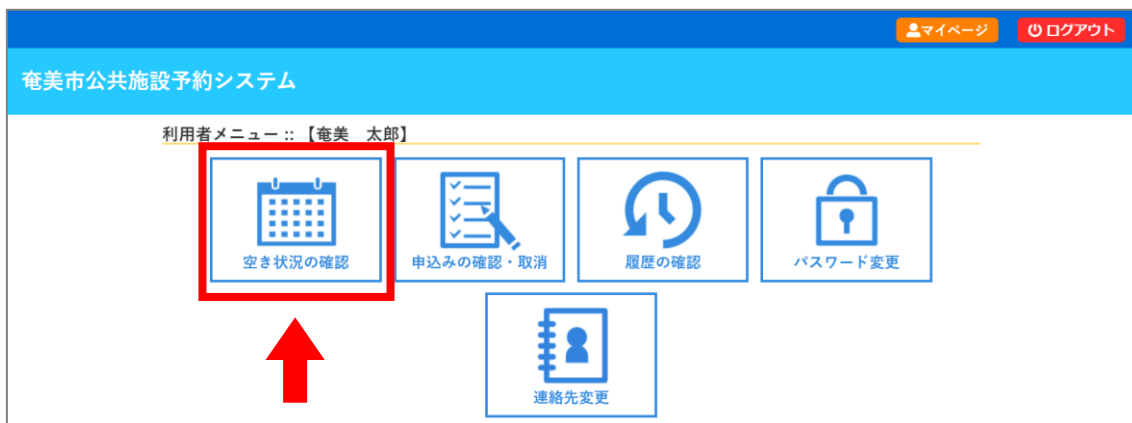 マイページ ログアウト
奄美市公共施設予約システム
利用者メニュー :: 【奄美　太郎】
空き状況の確認 申込みの確認・取消 履歴の確認 パスワード変更
連絡先変更